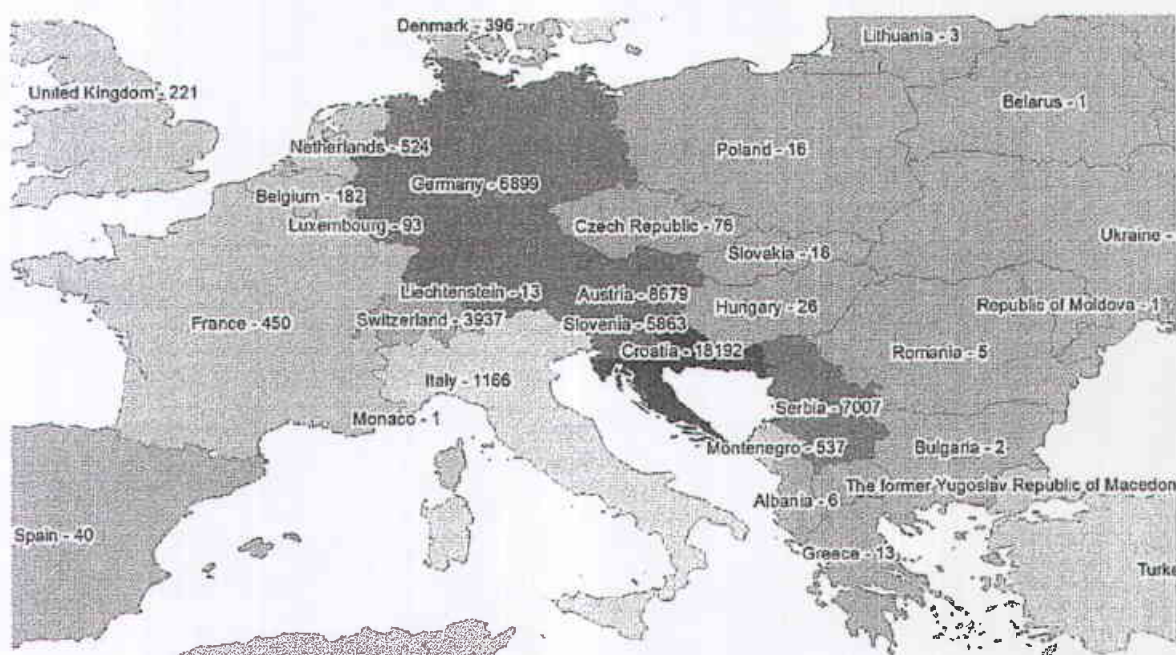 Denmark - 396
Lithuania - 3
United Kingdom - 221
Belarus - 1
Netherlands - 524
Poland - 16
Germany - 6899
Belgium - 182
Luxembourg - 93
Czech Republic - 76
Ukraine -
Slovakia - 16
Liechtenstein - 13
Austria - 8679
Hungary - 26
Republic of Moldova - 1
France - 450
Switzerland - 3937
Slovenia - 5863
Croatia - 18192
Romania - 5
Italy - 1166
Serbia - 7007
Monaco - 1
Montenegro - 537
Bulgaria - 2
The former Yugoslav Republic of Macedon
Albania - 6
Spain - 40
Greece - 13
Turke